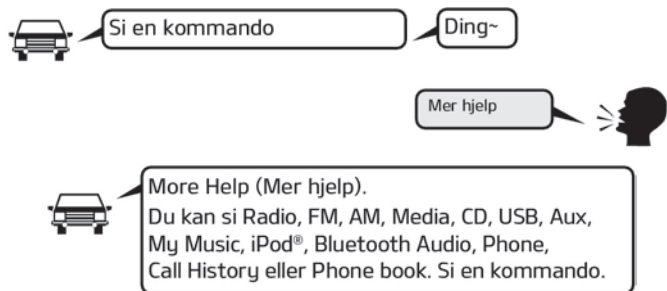 Si en kommando
Ding~
Mer hjelp
More Help (Mer hjelp).
Du kan si Radio, FM, AM, Media, CD, USB, Aux,
My Music, iPod®, Bluetooth Audio, Phone,
Call History eller Phone book. Si en kommando.